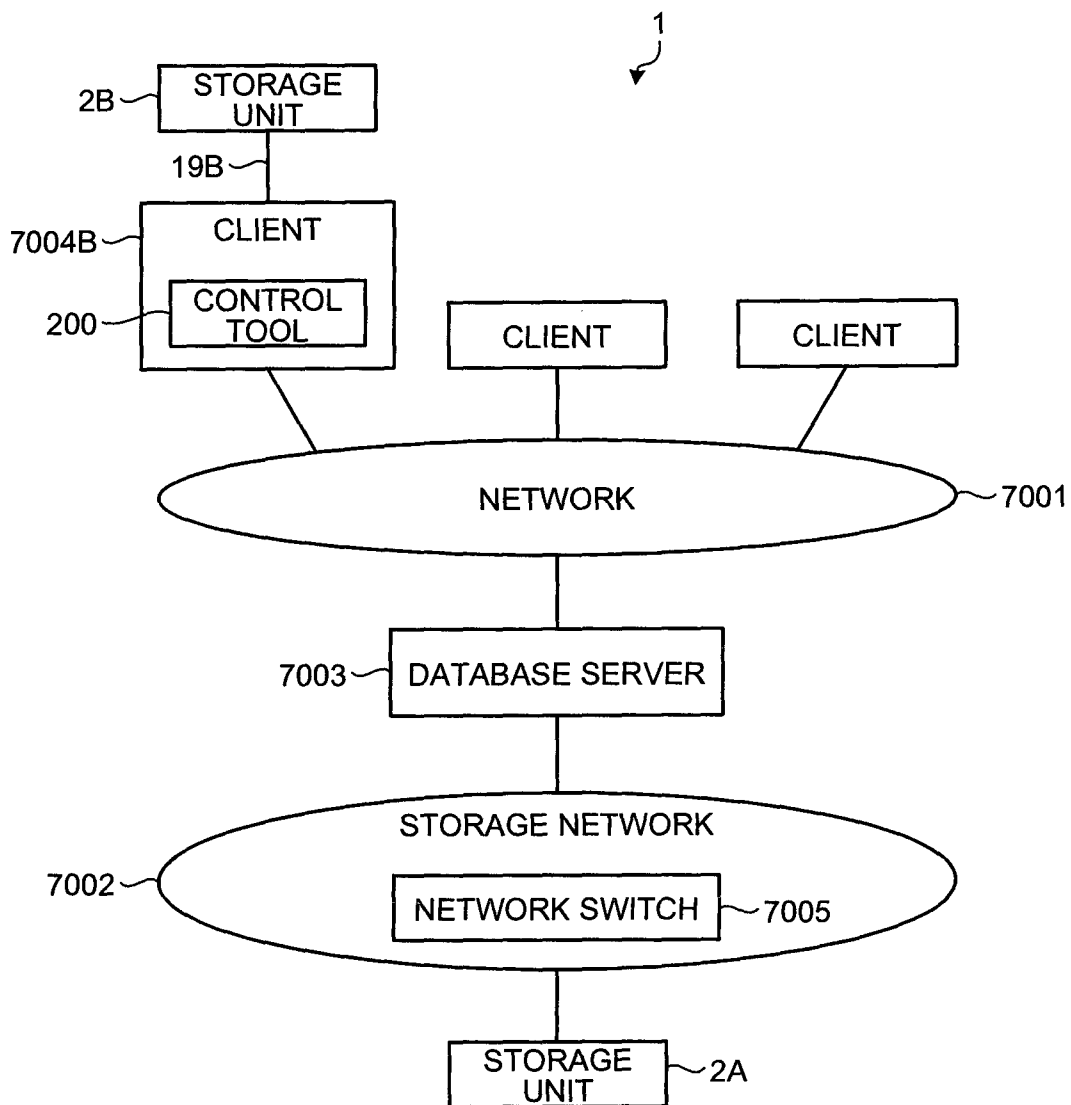 1
2B
STORAGE
UNIT
19B
7004B
CLIENT
200
CONTROL
TOOL
CLIENT
CLIENT
NETWORK
7001
7003
DATABASE SERVER
STORAGE NETWORK
7002
NETWORK SWITCH
7005
STORAGE
UNIT
2A